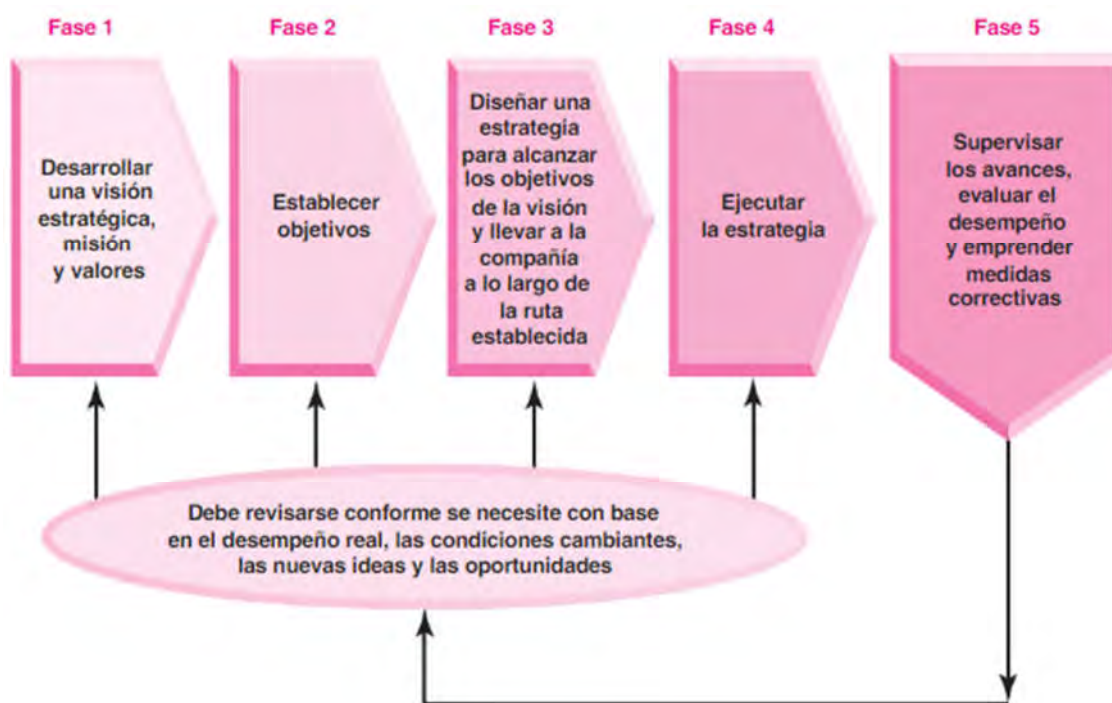 Fase 1
Fase 2
Fase 3
Fase 4
Fase 5
Desarrollar
una visión
estratégica,
misión
y valores
Establecer
objetivos
Diseñar una
estrategia
para alcanzar
los objetivos
de la visión
y llevar a la
compañía
a lo largo de
la ruta
establecida
Ejecutar
la estrategia
Supervisar
los avances,
evaluar el
desempeño
y emprender
medidas
correctivas
Debe revisarse conforme se necesite con base
en el desempeño real, las condiciones cambiantes,
las nuevas ideas y las oportunidades